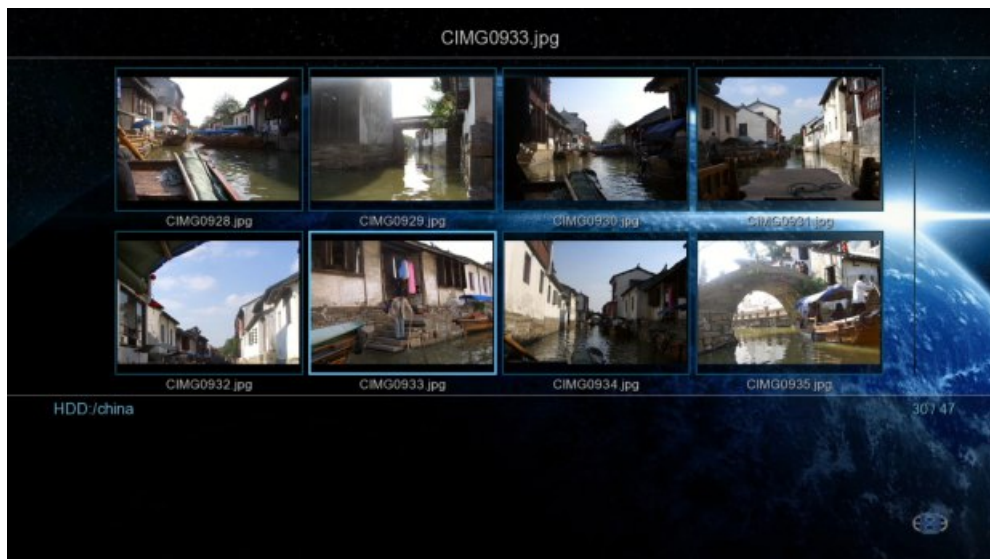 CIMG0933.jpg
CIMG0928.jpg
CIMG0929.jpg
CIMG0930.jpg
CIMG0931.jpg
CIMG0932.jpg
CIMG0933.jpg
CIMG0934.jpg
CIMG0935.jpg
HDD:/china
30 / 47